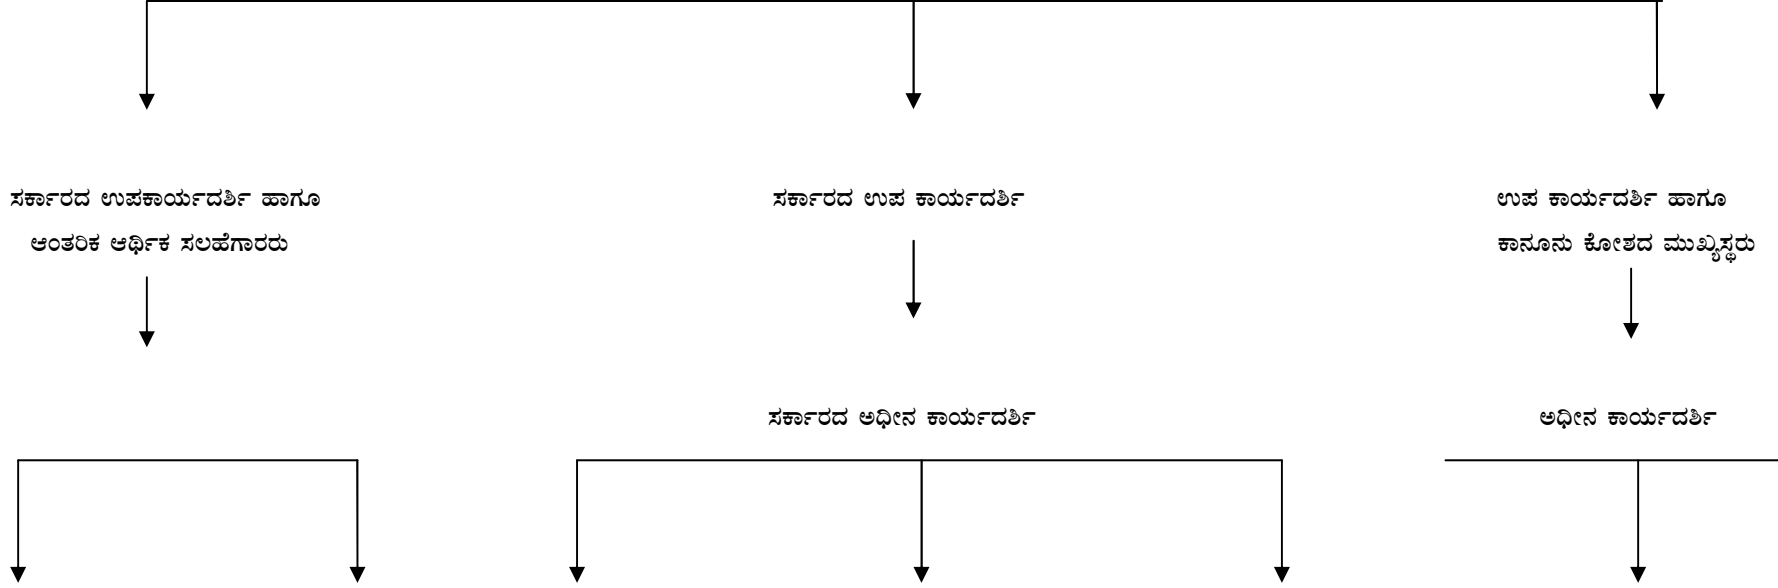 ಸರ್ಕಾರದ ಉಪಕಾರ್ಯದರ್ಶಿ ಹಾಗೂ
ಆಂತರಿಕ ಆರ್ಥಿಕ ಸಲಹೆಗಾರರು
ಸರ್ಕಾರದ ಉಪ ಕಾರ್ಯದರ್ಶಿ
ಉಪ ಕಾರ್ಯದರ್ಶಿ ಹಾಗೂ
ಕಾನೂನು ಕೋಶದ ಮುಖ್ಯಸ್ಥರು
ಸರ್ಕಾರದ ಅಧೀನ ಕಾರ್ಯದರ್ಶಿ
ಅಧೀನ ಕಾರ್ಯದರ್ಶಿ